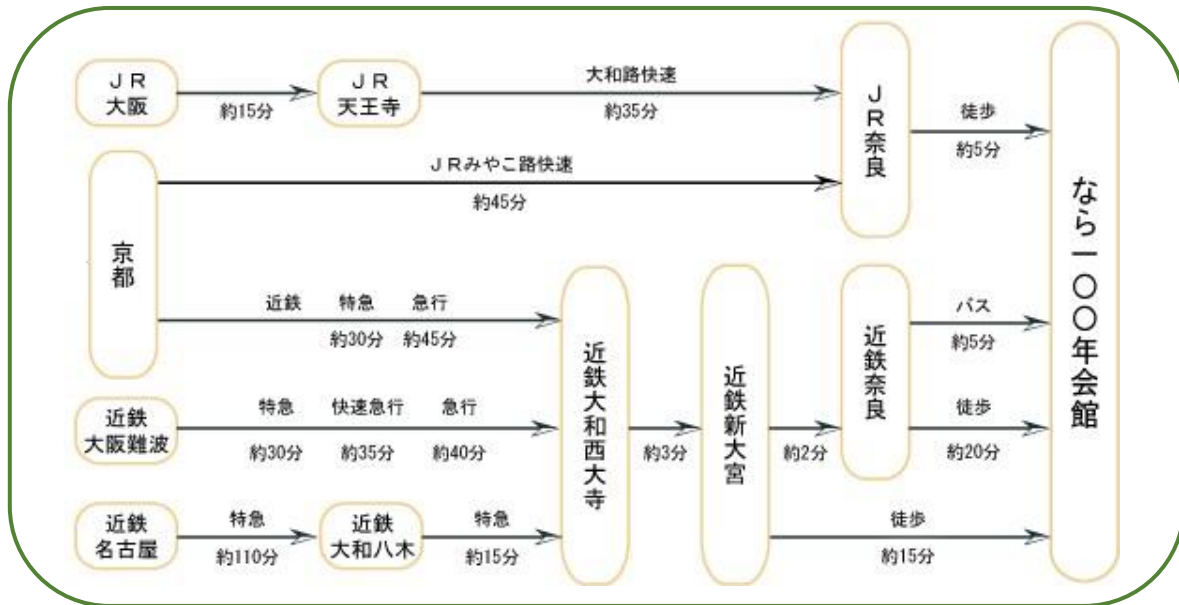 ＪＲ
大阪
約15分
ＪＲ
天王寺
大和路快速
約35分
ＪＲ奈良
徒歩
約5分
なら一〇〇年会館
京都
ＪＲみやこ路快速
約45分
近鉄 特急 急行
約30分 約45分
近鉄大和西大寺
約3分
近鉄新大宮
約2分
近鉄奈良
バス
約5分
徒歩
約20分
近鉄
大阪難波
特急 快速急行 急行
約30分 約35分 約40分
近鉄
名古屋
特急
約110分
近鉄
大和八木
特急
約15分
徒歩
約15分